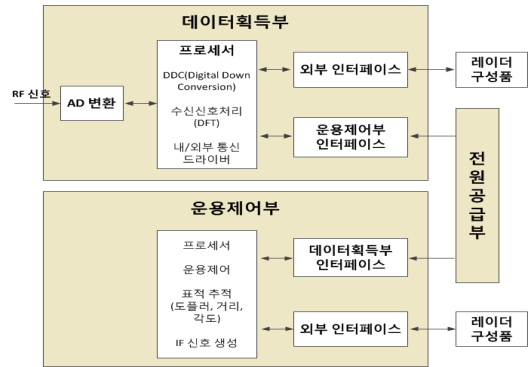 데이터획득부
RF 신호
AD 변환
프로세서
DDC(Digital Down
Conversion)
수신신호처리
(DFT)
내/외부 통신
드라이버
외부 인터페이스
운용제어부
인터페이스
레이더
구성품
전원공급부
운용제어부
프로세서
운용제어
표적 추적
(도플러, 거리,
각도)
IF 신호 생성
데이터획득부
인터페이스
외부 인터페이스
레이더
구성품